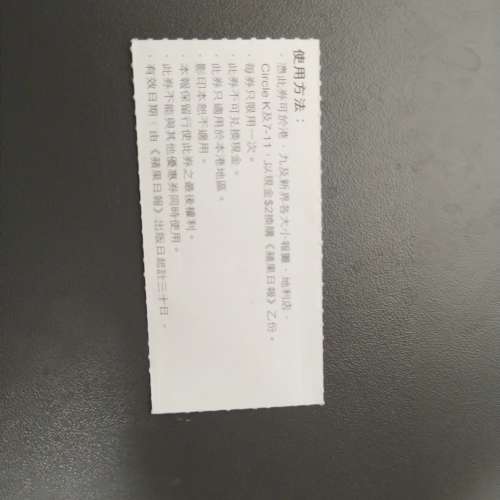 使用方法：
．憑此券可於港、九及新界各大小報攤、地利店、
Circle K及7-11，以現金$2換購《蘋果日報》乙份。
．每券只限用一次。
．此券不可兌換現金。
．此券只適用於本港地區。
．影印本恕不適用。
．本報保留行使此券之最後權利。
．此券不能與其他優惠券同時使用。
．有效日期：由《蘋果日報》出版日起計三十日。